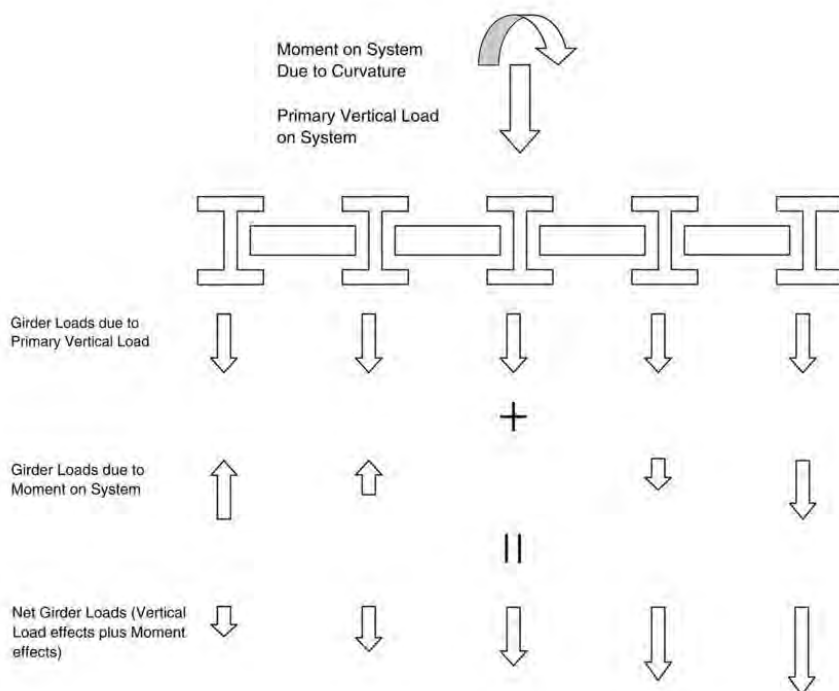 Moment on System
Due to Curvature
Primary Vertical Load
on System
Girder Loads due to
Primary Vertical Load
+
Girder Loads due to
Moment on System
Net Girder Loads (Vertical
Load effects plus Moment
effects)